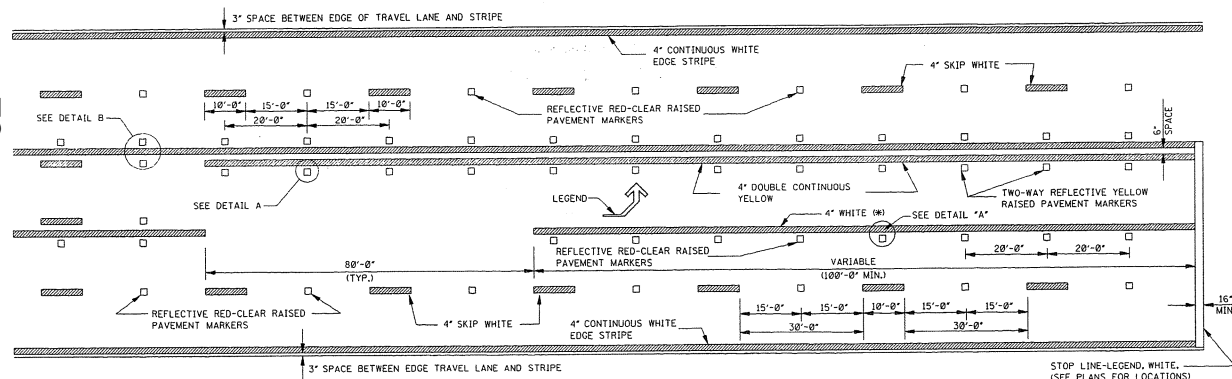 3" SPACE BETWEEN EDGE OF TRAVEL LANE AND STRIPE
4" CONTINUOUS WHITE
EDGE STRIPE
4" SKIP WHITE
10'-0" 15'-0" 15'-0" 10'-0"
20'-0" 20'-0"
REFLECTIVE RED-CLEAR RAISED
PAVEMENT MARKERS
SEE DETAIL B
6"
SPACE
SEE DETAIL A
LEGEND
4" DOUBLE CONTINUOUS
YELLOW
TWO-WAY REFLECTIVE YELLOW
RAISED PAVEMENT MARKERS
4" WHITE (*)
SEE DETAIL "A"
REFLECTIVE RED-CLEAR RAISED
PAVEMENT MARKERS
20'-0" 20'-0"
80'-0"
(TYP.)
VARIABLE
(100'-0" MIN.)
REFLECTIVE RED-CLEAR RAISED
PAVEMENT MARKERS
4" SKIP WHITE
4" CONTINUOUS WHITE
EDGE STRIPE
15'-0" 15'-0" 10'-0" 15'-0" 15'-0"
30'-0" 30'-0"
16"
MIN
3" SPACE BETWEEN EDGE TRAVEL LANE AND STRIPE
STOP LINE-LEGEND, WHITE.
(SEE PLANS FOR LOCATIONS)